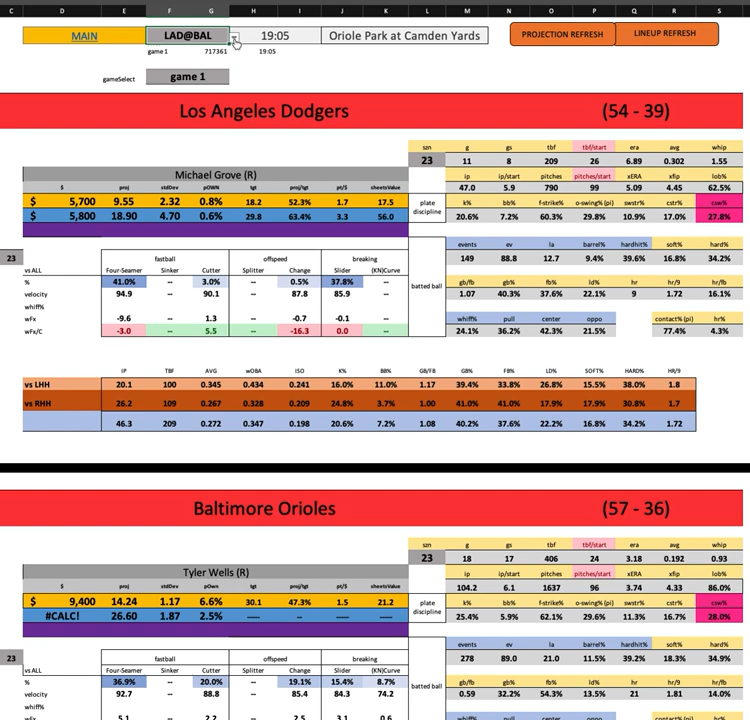 C D E F G H I J K L M N O P Q R S
MAIN LAD@BAL 19:05 Oriole Park at Camden Yards PROJECTION REFRESH LINEUP REFRESH
game 1 717361 19:05
gameSelect game 1
Los Angeles Dodgers (54 - 39)
szn g gs tbf tbf/start era avg whip
23 11 8 209 26 6.89 0.302 1.55
Michael Grove (R) ip ip/start pitches pitches/start xERA xfip lob%
$ proj stdDev pOWN tgt proj/tgt pt/$ sheetsValue 47.0 5.9 790 99 5.09 4.45 62.5%
$ 5,700 9.55 2.32 0.8% 18.2 52.3% 1.7 17.5 plate discipline k% bb% f-strike% o-swing% (pi) swstr% cstr% csw%
$ 5,800 18.90 4.70 0.6% 29.8 63.4% 3.3 56.0 20.6% 7.2% 60.3% 29.8% 10.9% 17.0% 27.8%
events ev la barrel% hardhit% soft% hard%
23 fastball offspeed breaking 149 88.8 12.7 9.4% 39.6% 16.8% 34.2%
vs ALL Four-Seamer Sinker Cutter Splitter Change Slider (KN)Curve
% 41.0% -- 3.0% -- 0.5% 37.8% -- batted ball gb/fb gb% fb% ld% hr hr/9 hr/fb
velocity 94.9 -- 90.1 -- 87.8 85.9 -- 1.07 40.3% 37.6% 22.1% 9 1.72 16.1%
whiff%
wFx -9.6 -- 1.3 -- -0.7 -0.1 -- whiff% pull center oppo contact% (pi) hr%
wFx/C -3.0 -- 5.5 -- -16.3 0.0 -- 24.1% 36.2% 42.3% 21.5% 77.4% 4.3%
IP TBF AVG wOBA ISO K% BB% GB/FB GB% FB% LD% SOFT% HARD% HR/9
vs LHH 20.1 100 0.345 0.434 0.241 16.0% 11.0% 1.17 39.4% 33.8% 26.8% 15.5% 38.0% 1.8
vs RHH 26.2 109 0.267 0.328 0.209 24.8% 3.7% 1.00 41.0% 41.0% 17.9% 17.9% 30.8% 1.7
46.3 209 0.272 0.347 0.198 20.6% 7.2% 1.08 40.2% 37.6% 22.2% 16.8% 34.2% 1.72
Baltimore Orioles (57 - 36)
szn g gs tbf tbf/start era avg whip
23 18 17 406 24 3.18 0.192 0.93
Tyler Wells (R) ip ip/start pitches pitches/start xERA xfip lob%
$ proj stdDev pOwn tgt proj/tgt pt/$ sheetsValue 104.2 6.1 1637 96 3.74 4.33 86.0%
$ 9,400 14.24 1.17 6.6% 30.1 47.3% 1.5 21.2 plate discipline k% bb% f-strike% o-swing% (pi) swstr% cstr% csw%
#CALC! 26.60 1.87 2.5% ---- -- -- ---- 25.4% 5.9% 62.1% 29.6% 11.3% 16.7% 28.0%
events ev la barrel% hardhit% soft% hard%
23 fastball offspeed breaking 278 89.0 21.0 11.5% 39.2% 18.3% 34.9%
vs ALL Four-Seamer Sinker Cutter Splitter Change Slider (KN)Curve
% 36.9% -- 20.0% -- 19.1% 15.4% 8.7% batted ball gb/fb gb% fb% ld% hr hr/9 hr/fb
velocity 92.7 -- 88.8 -- 85.4 84.3 74.2 0.59 32.2% 54.3% 13.5% 21 1.81 14.0%
whiff%
wFx 5.1 -- 2.2 -- 2.5 3.1 0.6 whiff% pull center oppo contact% (pi) hr%